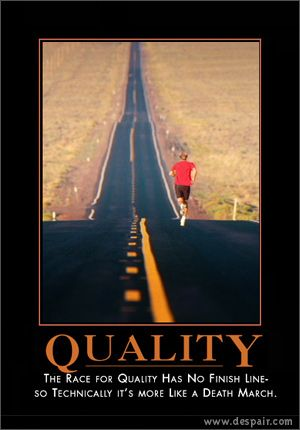 QUALITY
THE RACE FOR QUALITY HAS NO FINISH LINE-
SO TECHNICALLY IT'S MORE LIKE A DEATH MARCH.
www.despair.com